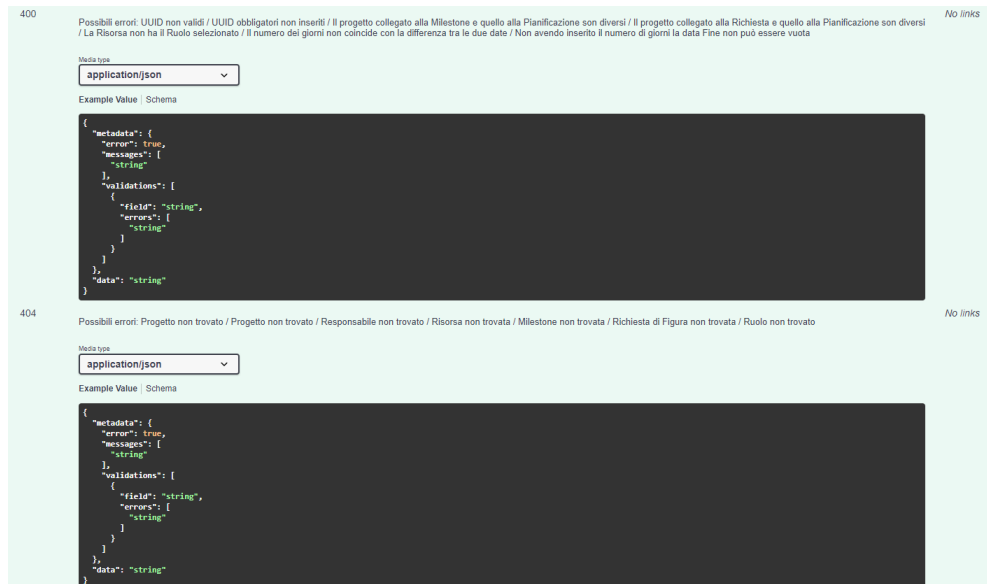 400
No links
Possibili errori: UUID non validi / UUID obbligatori non inseriti / Il progetto collegato alla Milestone e quello alla Pianificazione son diversi / Il progetto collegato alla Richiesta e quello alla Pianificazione son diversi
/ La Risorsa non ha il Ruolo selezionato / Il numero dei giorni non coincide con la differenza tra le due date / Non avendo inserito il numero di giorni la data Fine non può essere vuota
Media type
application/json
Example Value | Schema
{
  "metadata": {
    "error": true,
    "messages": [
      "string"
    ],
    "validations": [
      {
        "field": "string",
        "errors": [
          "string"
        ]
      }
    ]
  },
  "data": "string"
}
404
No links
Possibili errori: Progetto non trovato / Progetto non trovato / Responsabile non trovato / Risorsa non trovata / Milestone non trovata / Richiesta di Figura non trovata / Ruolo non trovato
Media type
application/json
Example Value | Schema
{
  "metadata": {
    "error": true,
    "messages": [
      "string"
    ],
    "validations": [
      {
        "field": "string",
        "errors": [
          "string"
        ]
      }
    ]
  },
  "data": "string"
}